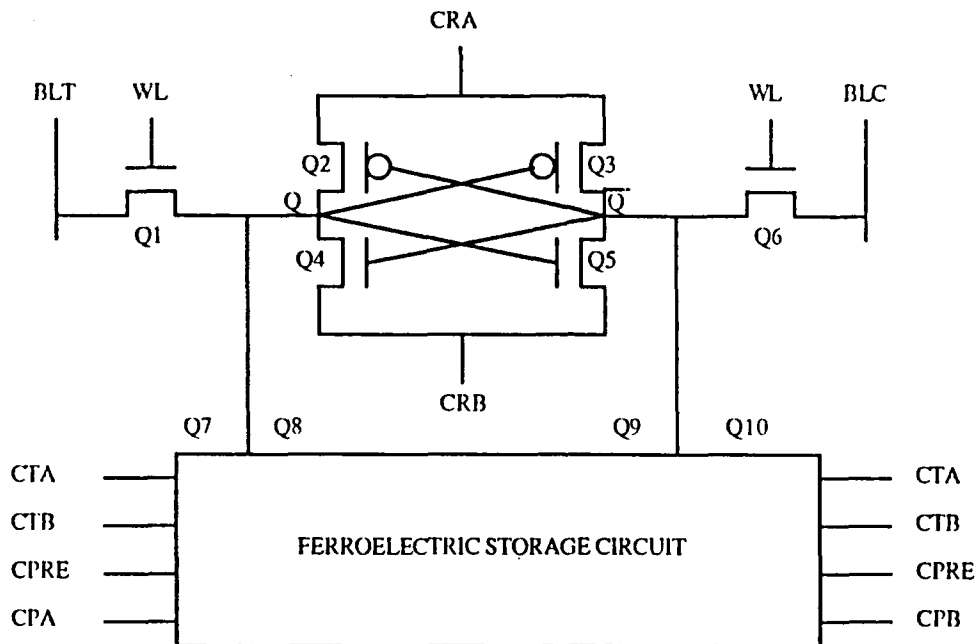 CRA
BLT WL WL BLC
Q2 Q3
Q Q̅
Q1 Q4 Q5 Q6
CRB
Q7 Q8 Q9 Q10
CTA CTA
CTB CTB
FERROELECTRIC STORAGE CIRCUIT
CPRE CPRE
CPA CPB